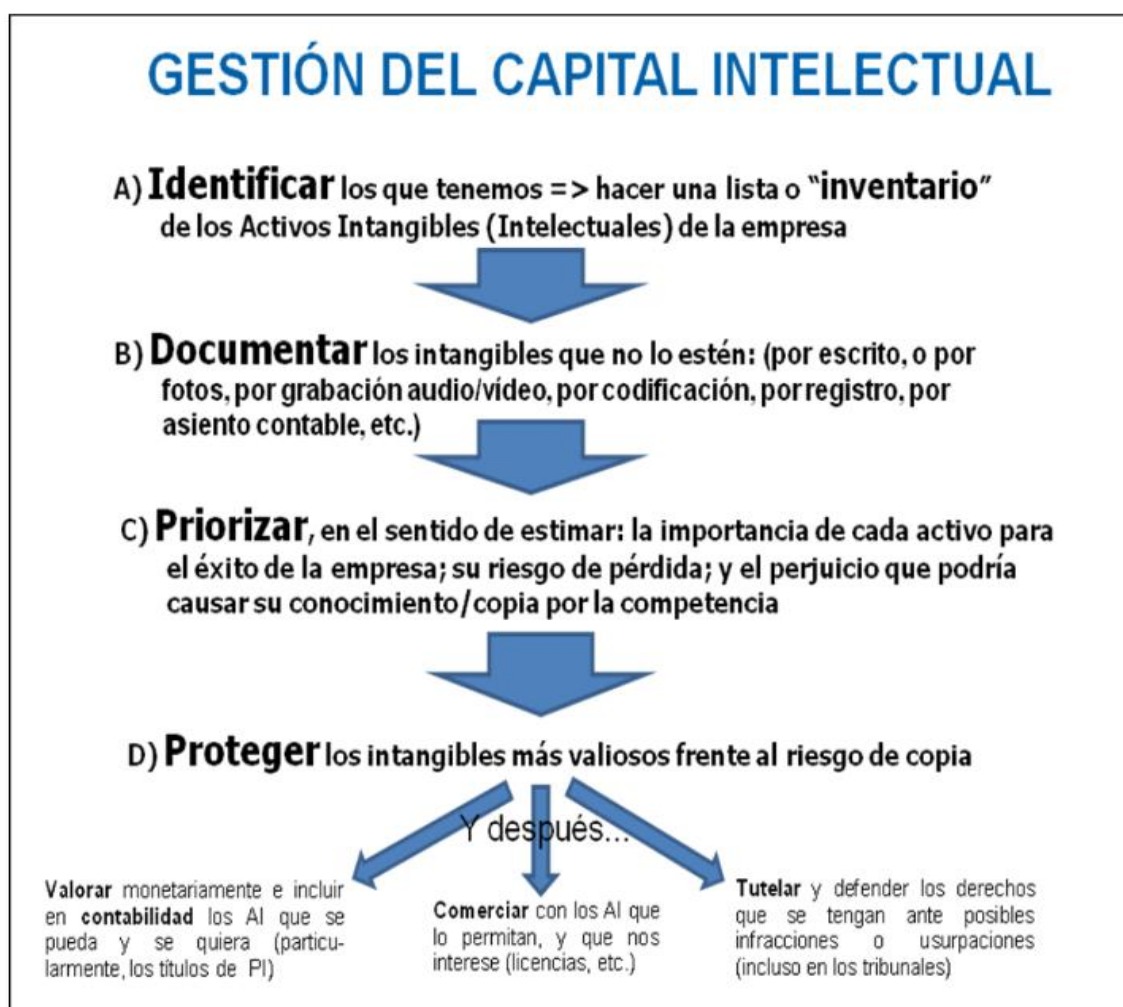 GESTIÓN DEL CAPITAL INTELECTUAL
A) Identificar los que tenemos => hacer una lista o "inventario"
de los Activos Intangibles (Intelectuales) de la empresa
B) Documentar los intangibles que no lo estén: (por escrito, o por
fotos, por grabación audio/vídeo, por codificación, por registro, por
asiento contable, etc.)
C) Priorizar, en el sentido de estimar: la importancia de cada activo para
el éxito de la empresa; su riesgo de pérdida; y el perjuicio que podría
causar su conocimiento/copia por la competencia
D) Proteger los intangibles más valiosos frente al riesgo de copia
Y después...
Valorar monetariamente e incluir
en contabilidad los AI que se
pueda y se quiera (particu-
larmente, los títulos de PI)
Comerciar con los AI que
lo permitan, y que nos
interese (licencias, etc.)
Tutelar y defender los derechos
que se tengan ante posibles
infracciones o usurpaciones
(incluso en los tribunales)